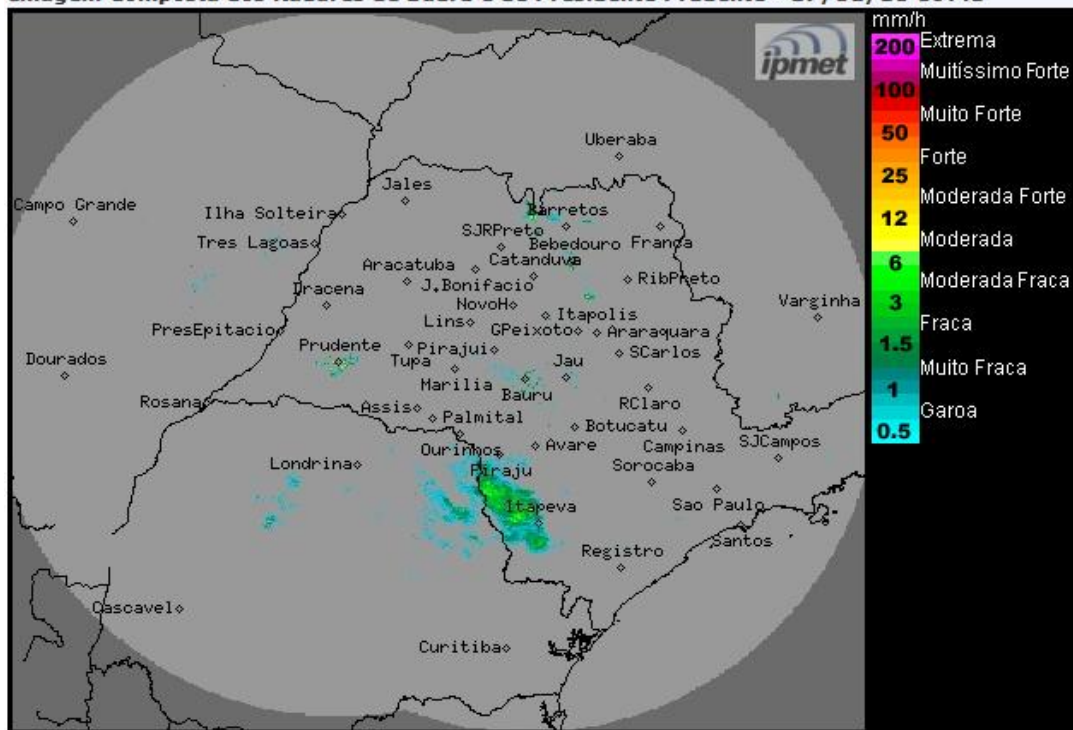 mm/h
200 Extrema
Muitíssimo Forte
100
Muito Forte
50
Forte
25
Moderada Forte
12
Moderada
6
Moderada Fraca
3
Fraca
1.5
Muito Fraca
1
Garoa
0.5
ipmet
Uberaba
Jales
Campo Grande
Ilha Solteira
Barretos
SJRPreto
Tres Lagoas
Bebedouro Franca
Catanduva
Aracatuba
J.Bonifacio
RibPreto
Dracena
NovoH
Varginha
Itapolis
Lins
PresEpitacio
GPeixoto
Araraquara
Prudente
Pirajui
SCarlos
Dourados
Tupa
Jau
Marilia
Bauru
Rosana
Assis
RClaro
Palmital
Botucatu
Campinas
SJCampos
Ourinhos
Avare
Londrina
Piraju
Sorocaba
Itapeva
Sao Paulo
Santos
Registro
Cascavel
Curitiba